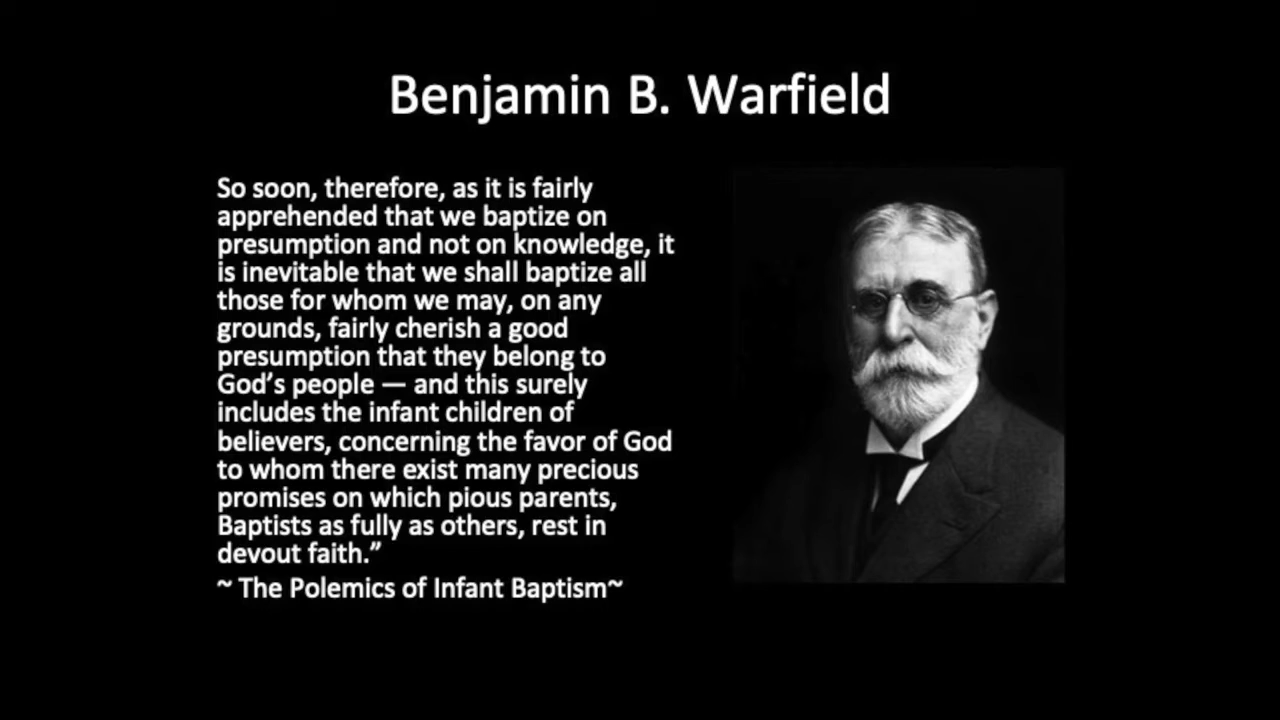 Benjamin B. Warfield
So soon, therefore, as it is fairly
apprehended that we baptize on
presumption and not on knowledge, it
is inevitable that we shall baptize all
those for whom we may, on any
grounds, fairly cherish a good
presumption that they belong to
God’s people — and this surely
includes the infant children of
believers, concerning the favor of God
to whom there exist many precious
promises on which pious parents,
Baptists as fully as others, rest in
devout faith.”
~ The Polemics of Infant Baptism~